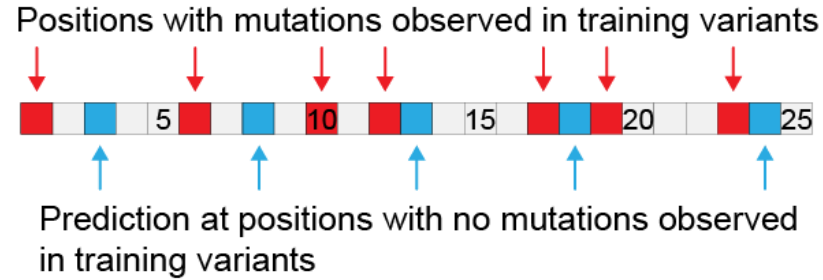 Positions with mutations observed in training variants
5 10 15 20 25
Prediction at positions with no mutations observed
in training variants